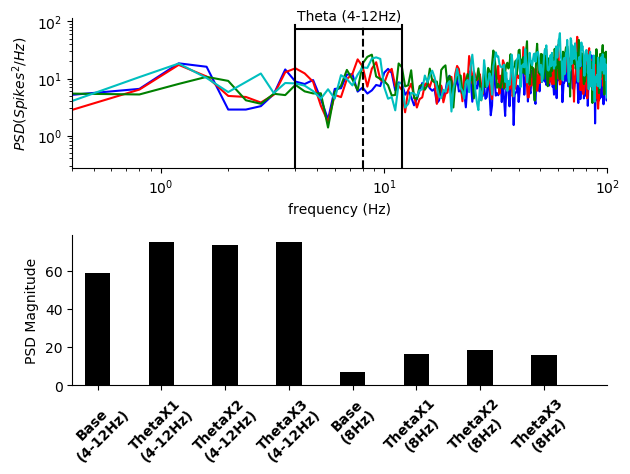 Theta (4-12Hz)
PSD(Spikes²/Hz)
10²
10¹
10⁰
10⁰ 10¹ 10²
frequency (Hz)
PSD Magnitude
60
40
20
0
Base
(4-12Hz)
ThetaX1
(4-12Hz)
ThetaX2
(4-12Hz)
ThetaX3
(4-12Hz)
Base
(8Hz)
ThetaX1
(8Hz)
ThetaX2
(8Hz)
ThetaX3
(8Hz)